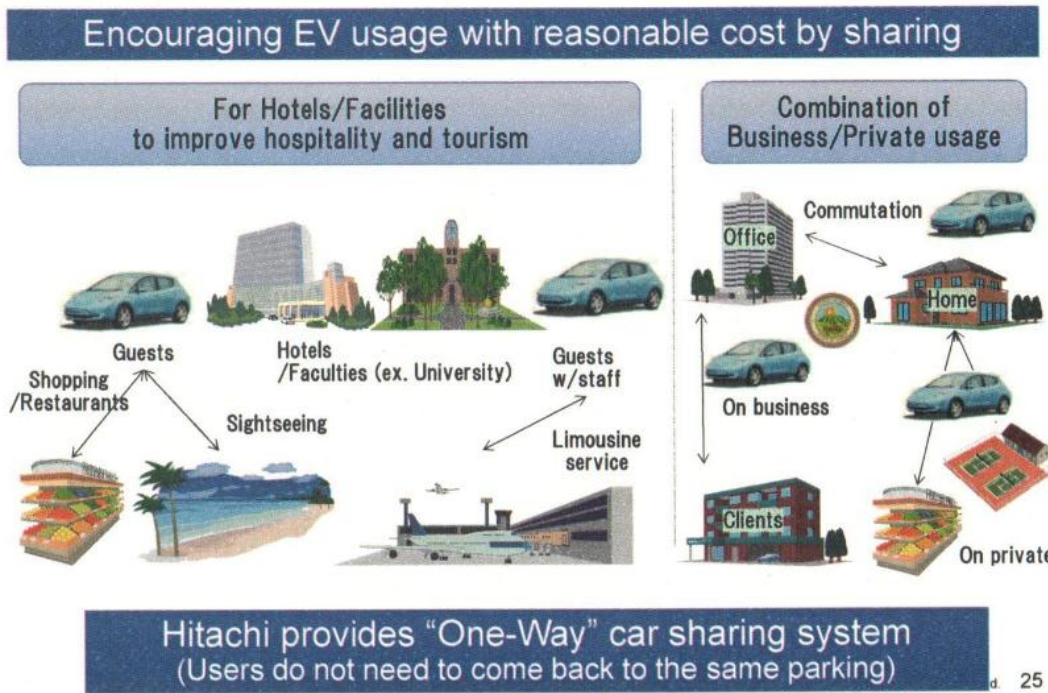 Encouraging EV usage with reasonable cost by sharing
For Hotels/Facilities
to improve hospitality and tourism
Combination of
Business/Private usage
Guests
Hotels
/Faculties (ex. University)
Guests
w/staff
Shopping
/Restaurants
Sightseeing
Limousine
service
Office
Commutation
Home
On business
Clients
On private
Hitachi provides “One-Way” car sharing system
(Users do not need to come back to the same parking)
d. 25